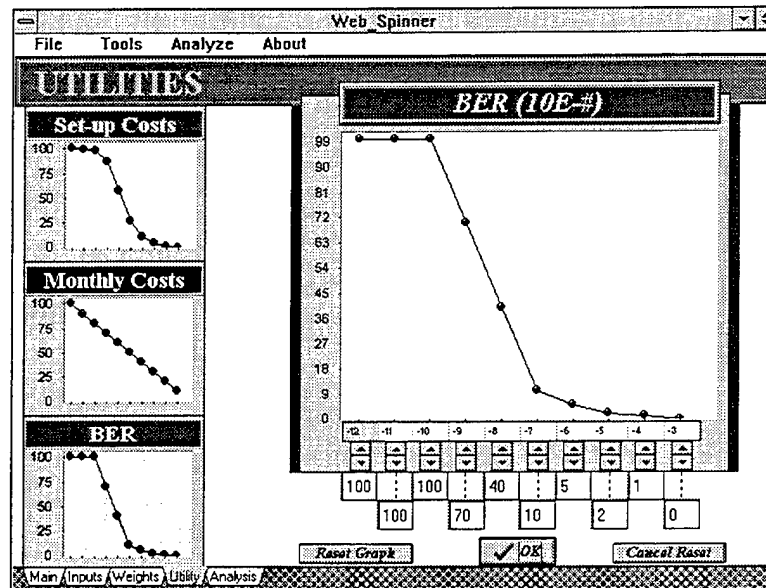 Web_Spinner
File Tools Analyze About
UTILITIES
Set-up Costs
100
75
50
25
0
Monthly Costs
100
75
50
25
0
BER
100
75
50
25
0
BER (10E-#)
99
90
81
72
63
54
45
36
27
18
9
0
-12 -11 -10 -9 -8 -7 -6 -5 -4 -3
100 100 40 5 1
100 70 10 2 0
Reset Graph OK Cancel Reset
Main Inputs Weights Utility Analysis